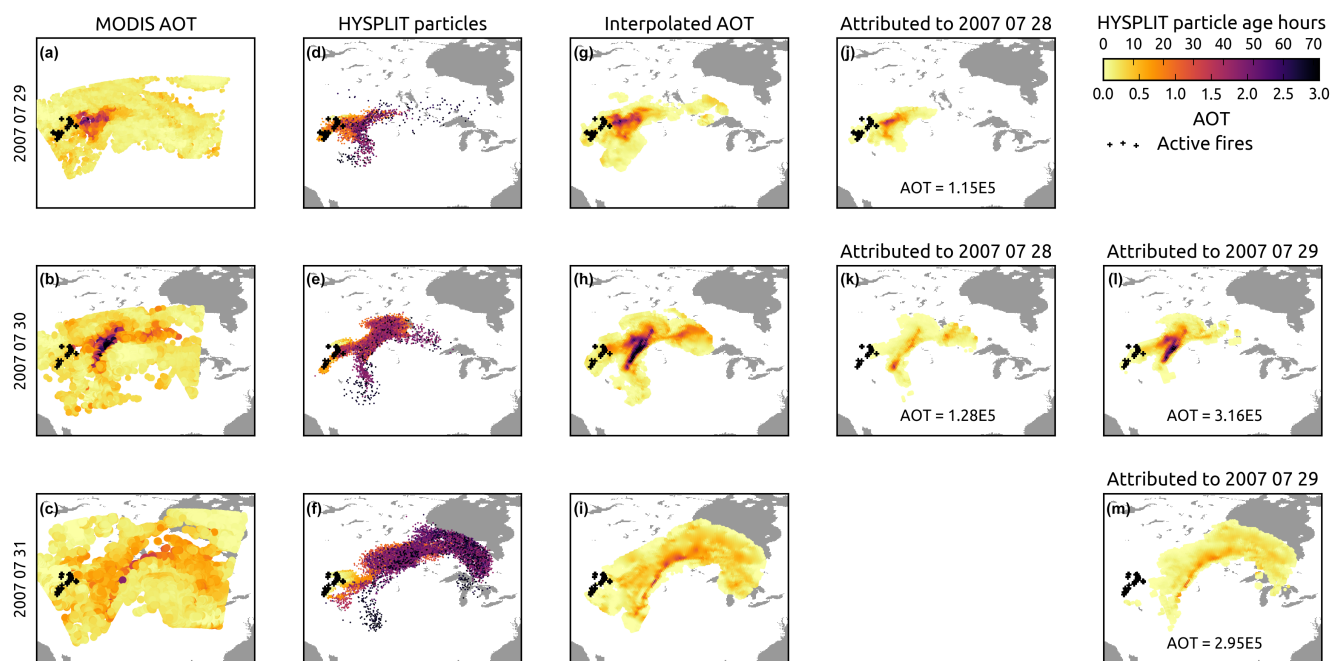 MODIS AOT
HYSPLIT particles
Interpolated AOT
Attributed to 2007 07 28
HYSPLIT particle age hours
0 10 20 30 40 50 60 70
0.0 0.5 1.0 1.5 2.0 2.5 3.0
AOT
Active fires
2007 07 29
(a)
(d)
(g)
(j)
AOT = 1.15E5
Attributed to 2007 07 28
Attributed to 2007 07 29
2007 07 30
(b)
(e)
(h)
(k)
(l)
AOT = 1.28E5
AOT = 3.16E5
Attributed to 2007 07 29
2007 07 31
(c)
(f)
(i)
(m)
AOT = 2.95E5